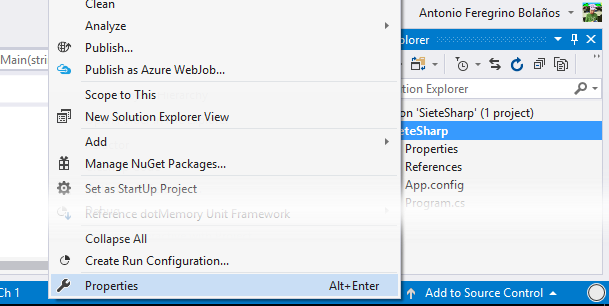 Clean
Antonio Feregrino Bolaños
Analyze
Publish...
Publish as Azure WebJob...
Scope to This
New Solution Explorer View
Add
Manage NuGet Packages...
Set as StartUp Project
Reference dotMemory Unit Framework
Collapse All
Create Run Configuration...
Properties Alt+Enter
Main(stri
plorer
tion Explorer
on 'SieteSharp' (1 project)
eteSharp
Properties
References
App.config
Program.cs
Ch 1
Add to Source Control